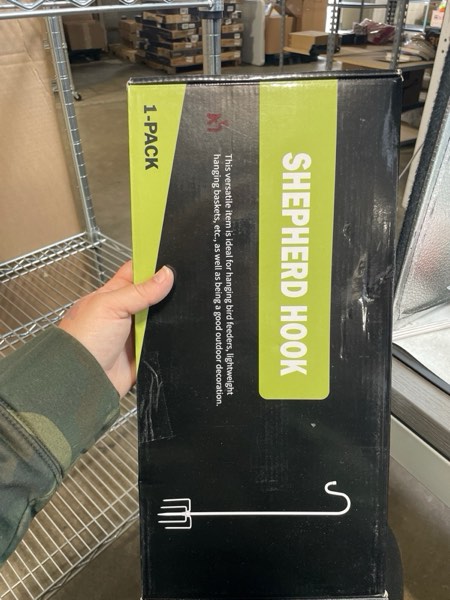 SHEPHERD HOOK
This versatile item is ideal for hanging bird feeders, lightweight
hanging baskets, etc., as well as being a good outdoor decoration.
1-PACK